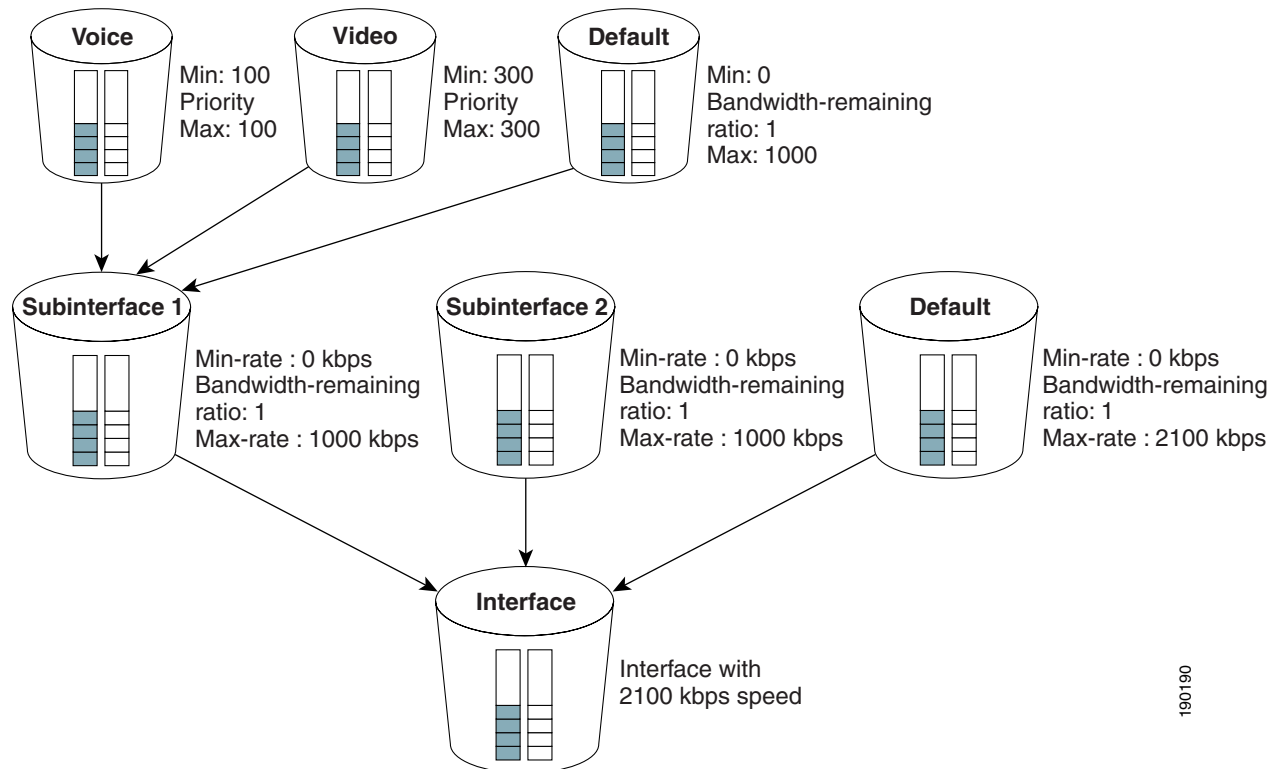 Voice
Min: 100
Priority
Max: 100
Video
Min: 300
Priority
Max: 300
Default
Min: 0
Bandwidth-remaining
ratio: 1
Max: 1000
Subinterface 1
Min-rate : 0 kbps
Bandwidth-remaining
ratio: 1
Max-rate : 1000 kbps
Subinterface 2
Min-rate : 0 kbps
Bandwidth-remaining
ratio: 1
Max-rate : 1000 kbps
Default
Min-rate : 0 kbps
Bandwidth-remaining
ratio: 1
Max-rate : 2100 kbps
Interface
Interface with
2100 kbps speed
190190